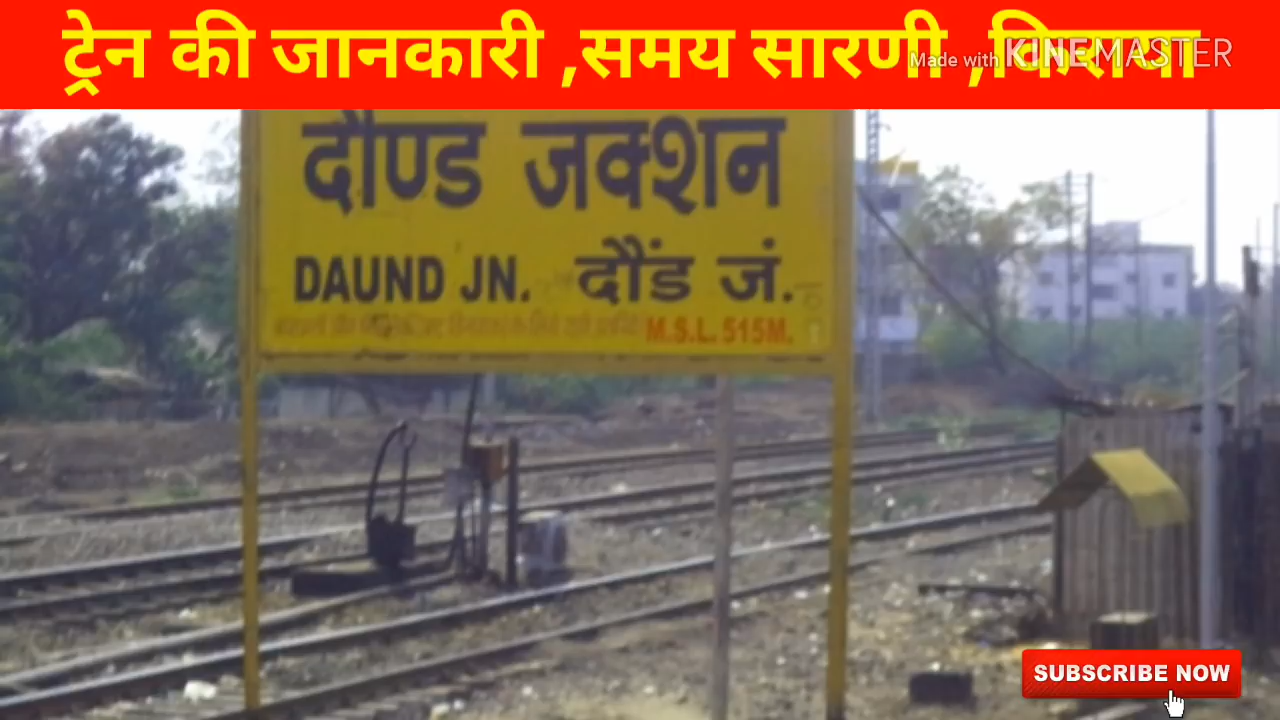 ट्रेन की जानकारी ,समय सारणी ,किराया
Made with KINEMASTER
दौण्ड जक्शन
DAUND JN. दौंड जं.
M.S.L. 515M.
SUBSCRIBE NOW